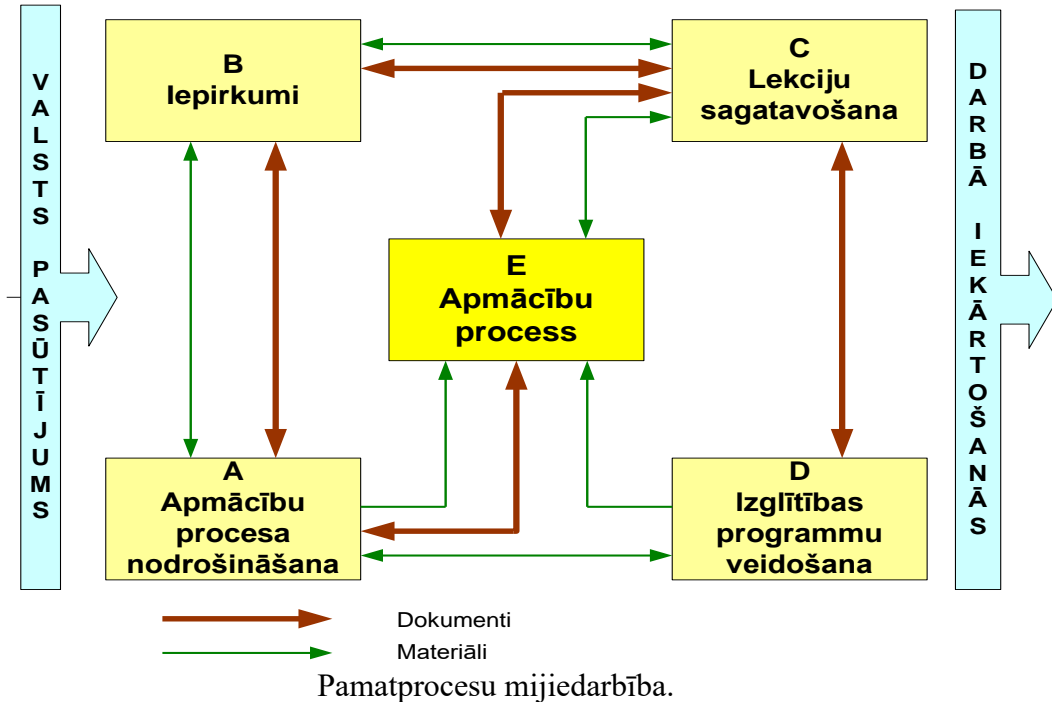 VALSTS PASŪTĪJUMS
B
Iepirkumi
C
Lekciju
sagatavošana
E
Apmācību
process
A
Apmācību
procesa
nodrošināšana
D
Izglītības
programmu
veidošana
DARBĀ IEKĀRTOŠANĀS
Dokumenti
Materiāli
Pamatprocesu mijiedarbība.